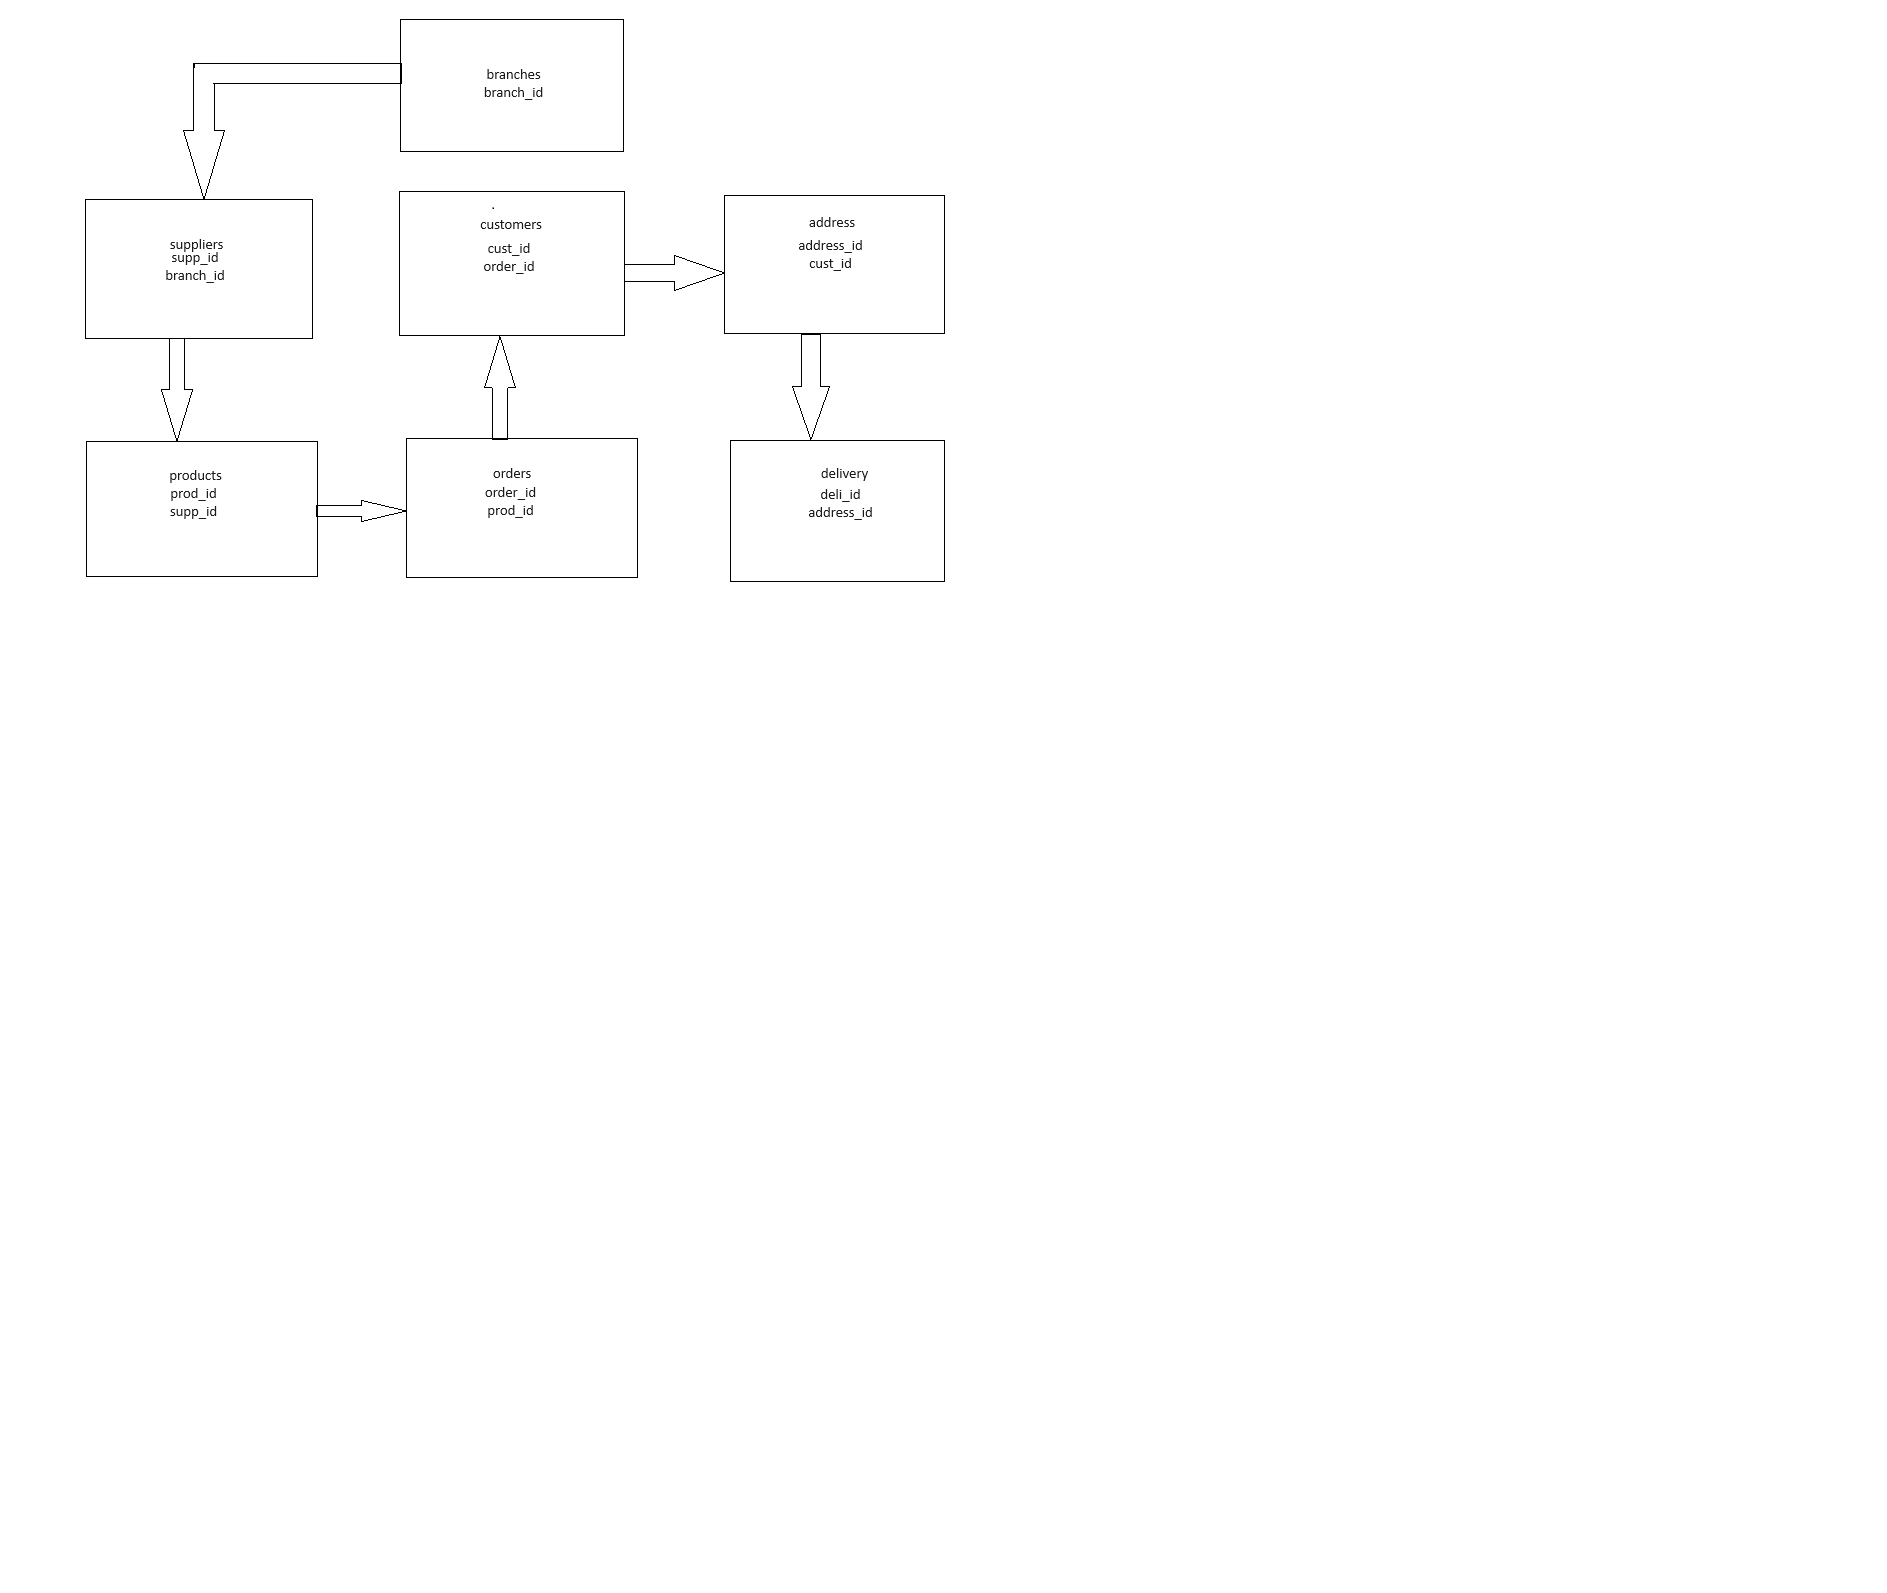 branches
branch_id
suppliers
supp_id
branch_id
.
customers
cust_id
order_id
address
address_id
cust_id
products
prod_id
supp_id
orders
order_id
prod_id
delivery
deli_id
address_id